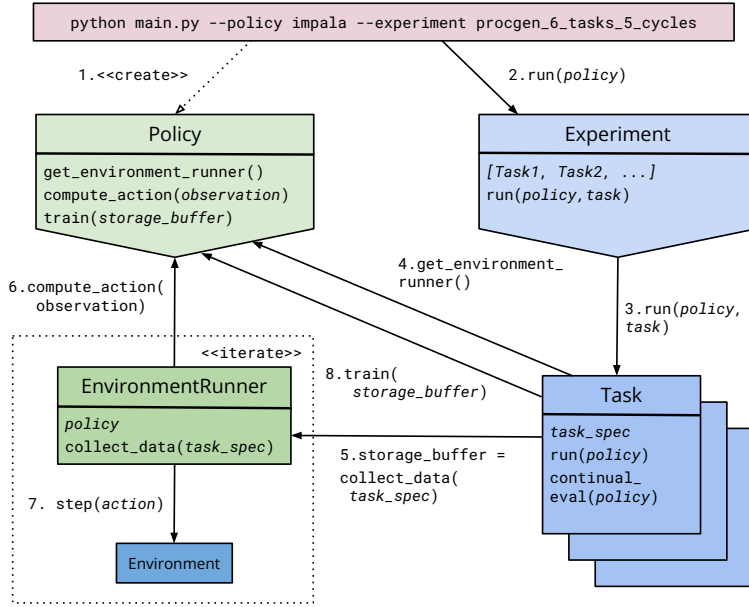 python main.py --policy impala --experiment procgen_6_tasks_5_cycles
1.<<create>>
2.run(policy)
Policy
get_environment_runner()
compute_action(observation)
train(storage_buffer)
Experiment
[Task1, Task2, ...]
run(policy,task)
4.get_environment_
runner()
6.compute_action(
observation)
3.run(policy,
task)
<<iterate>>
EnvironmentRunner
policy
collect_data(task_spec)
8.train(
storage_buffer)
Task
task_spec
run(policy)
continual_
eval(policy)
5.storage_buffer =
collect_data(
task_spec)
7. step(action)
Environment